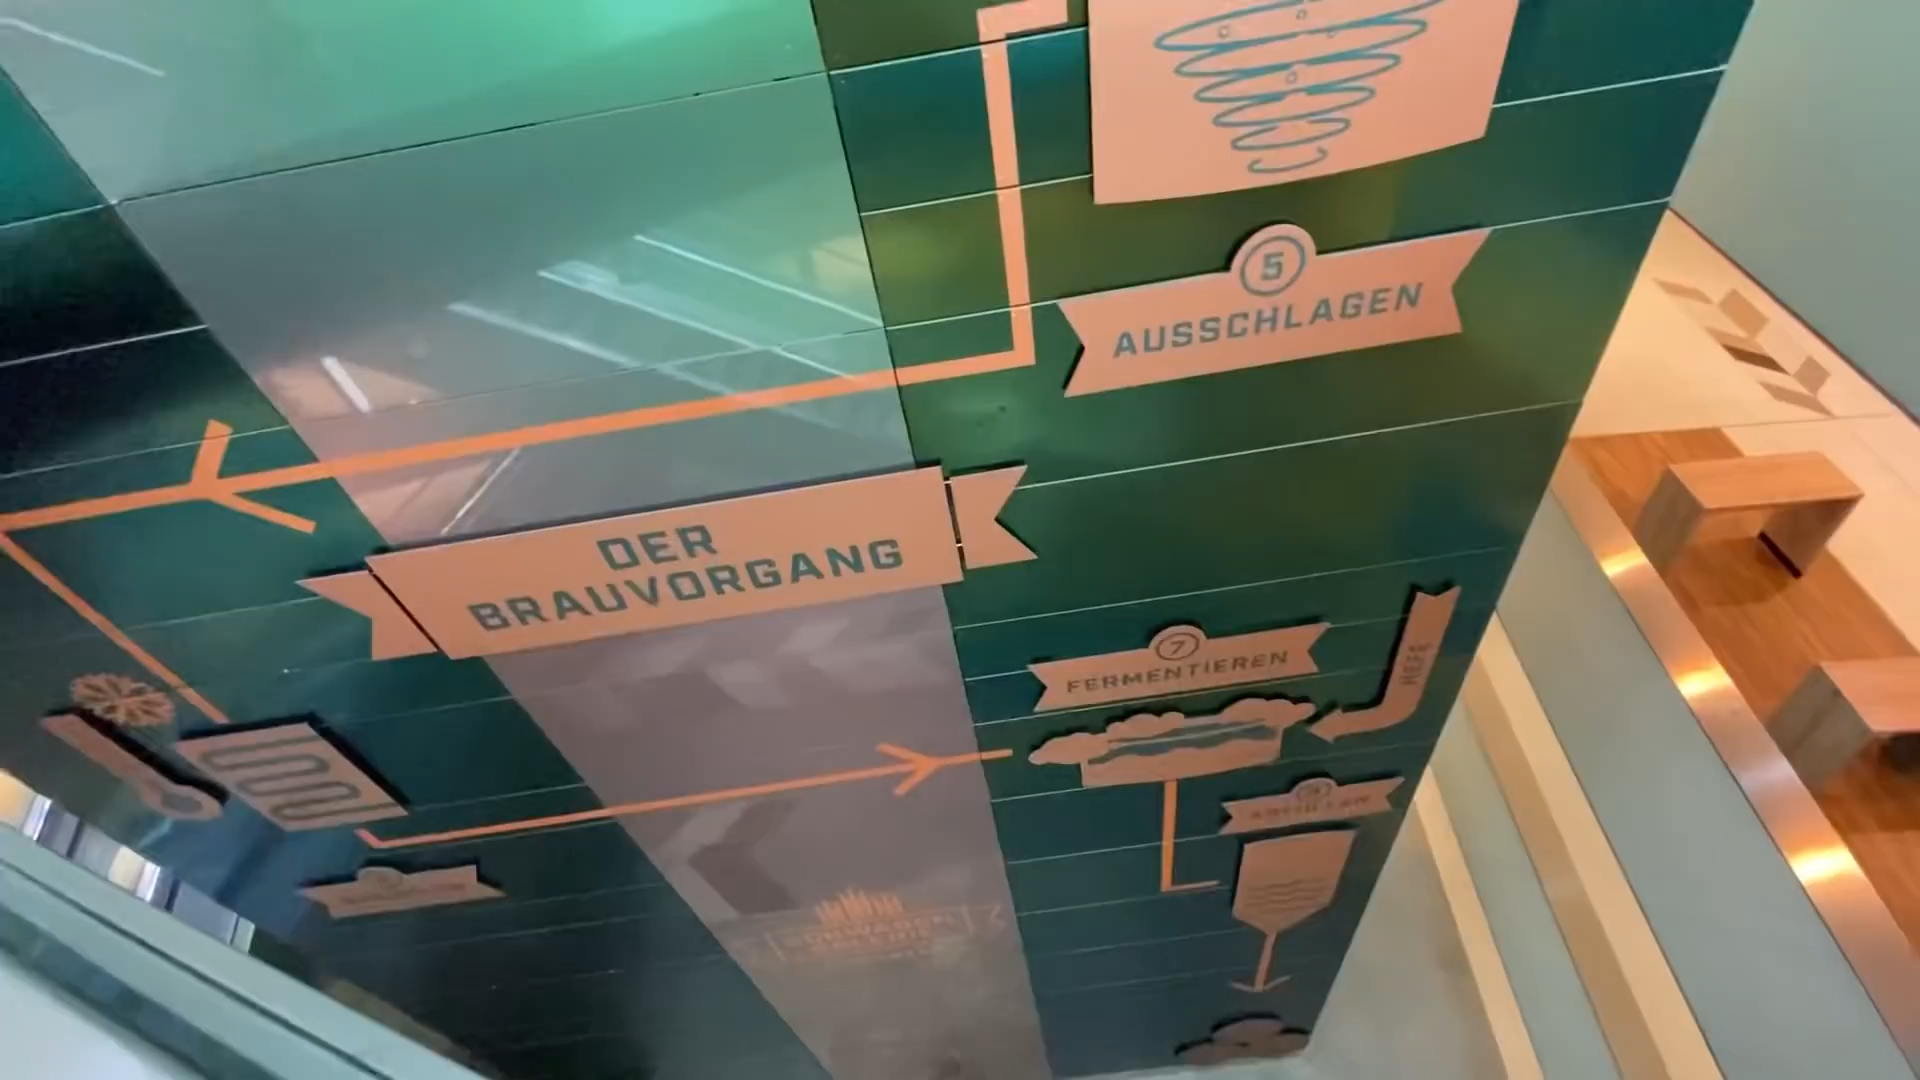 5
AUSSCHLAGEN
DER
BRAUVORGANG
7
FERMENTIEREN
HEFE